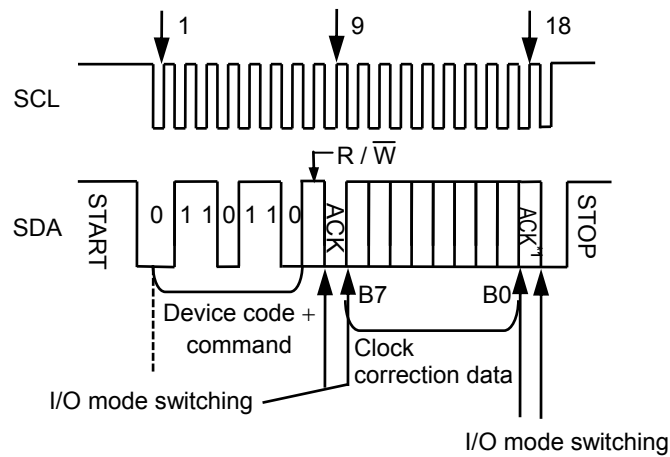 1 9 18
SCL
R / W
SDA START 0 1 1 0 1 1 0 ACK ACK*1 STOP
B7 B0
Device code +
command
Clock
correction data
I/O mode switching
I/O mode switching